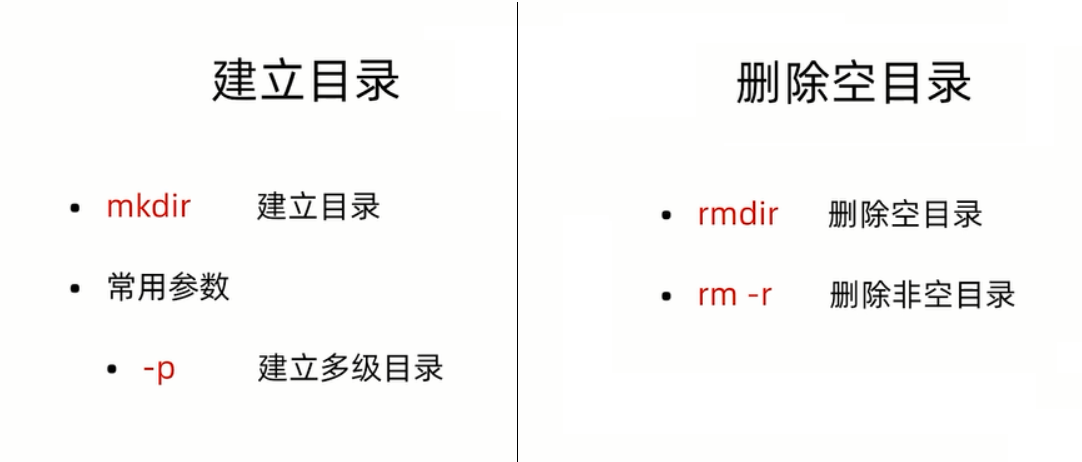 建立目录
mkdir 建立目录
常用参数
-p 建立多级目录
删除空目录
rmdir 删除空目录
rm -r 删除非空目录